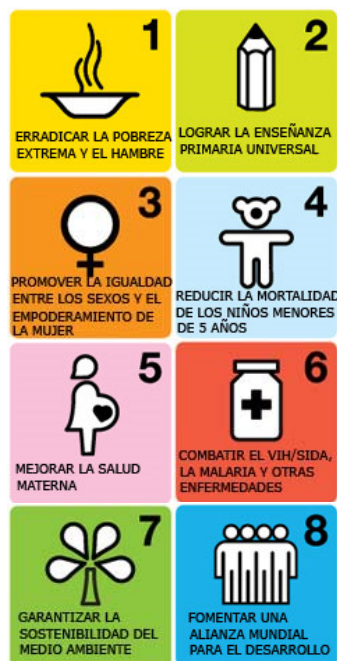 1
ERRADICAR LA POBREZA
EXTREMA Y EL HAMBRE
2
LOGRAR LA ENSEÑANZA
PRIMARIA UNIVERSAL
3
PROMOVER LA IGUALDAD
ENTRE LOS SEXOS Y EL
EMPODERAMIENTO DE
LA MUJER
4
REDUCIR LA MORTALIDAD
DE LOS NIÑOS MENORES
DE 5 AÑOS
5
MEJORAR LA SALUD
MATERNA
6
COMBATIR EL VIH/SIDA,
LA MALARIA Y OTRAS
ENFERMEDADES
7
GARANTIZAR LA
SOSTENIBILIDAD DEL
MEDIO AMBIENTE
8
FOMENTAR UNA
ALIANZA MUNDIAL
PARA EL DESARROLLO